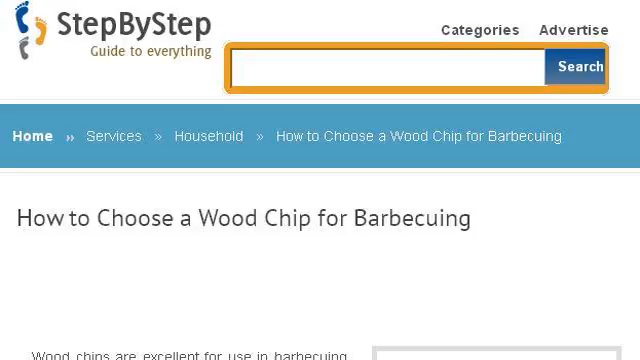 StepByStep
Guide to everything
Categories Advertise
Search
Home » Services » Household » How to Choose a Wood Chip for Barbecuing
How to Choose a Wood Chip for Barbecuing
Wood chips are excellent for use in barbecuing